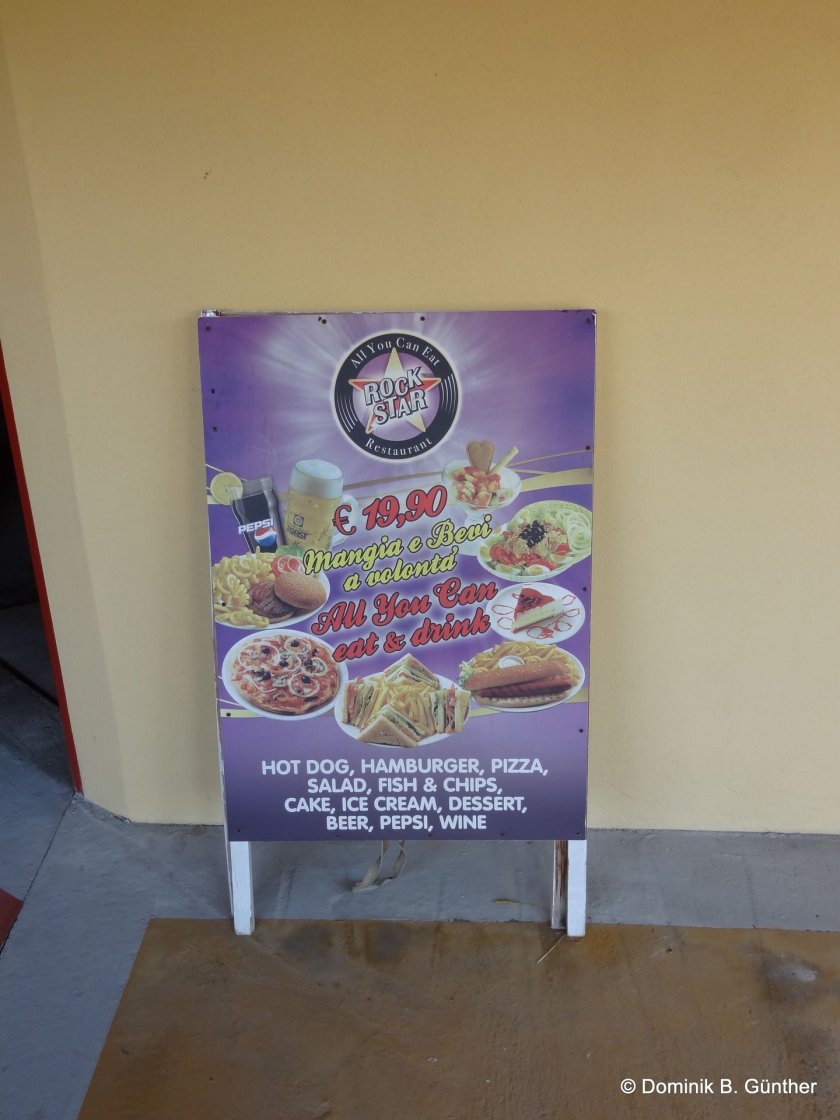 All You Can Eat
ROCK
STAR
Restaurant
PEPSI
€ 19,90
Mangia e Bevi
a volontá
All You Can
eat & drink
HOT DOG, HAMBURGER, PIZZA,
SALAD, FISH & CHIPS,
CAKE, ICE CREAM, DESSERT,
BEER, PEPSI, WINE
© Dominik B. Günther